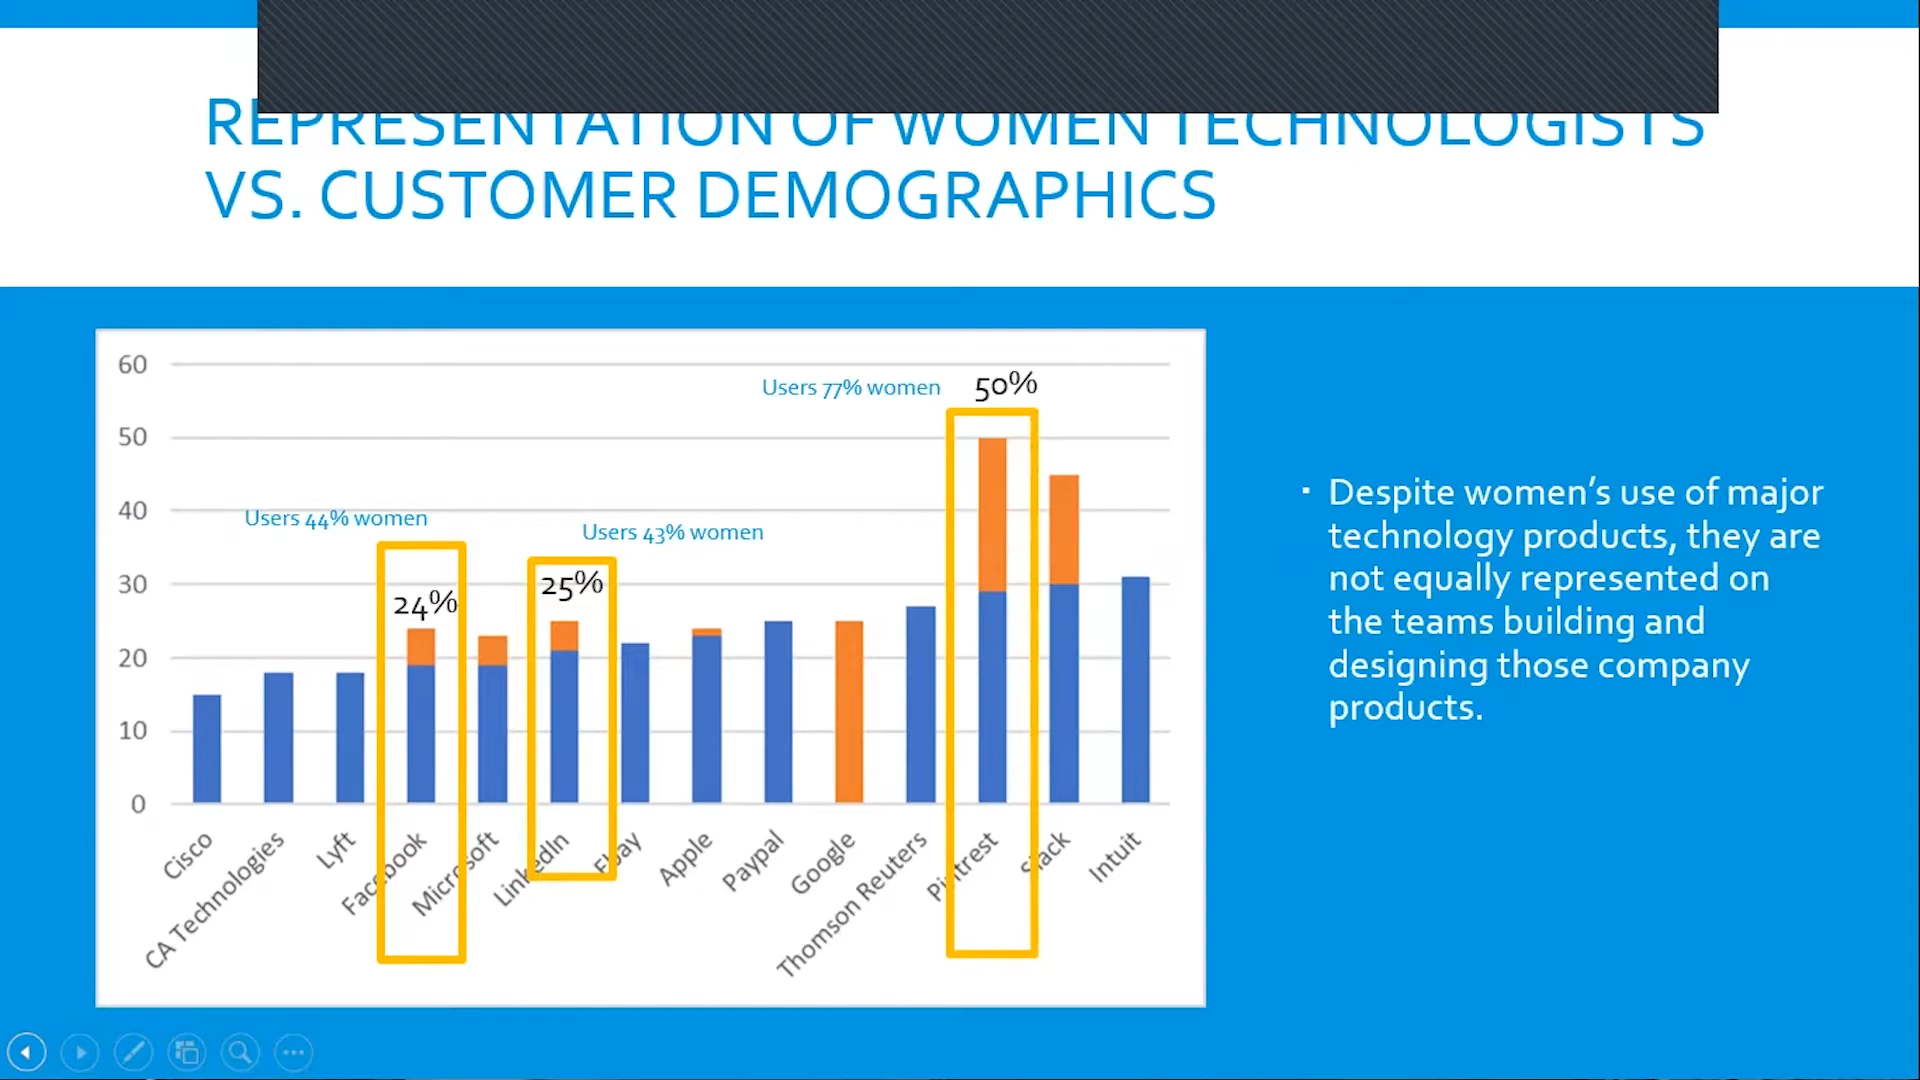 REPRESENTATION OF WOMEN TECHNOLOGISTS
VS. CUSTOMER DEMOGRAPHICS
60
50
40
30
20
10
0
Users 77% women
50%
Users 44% women
Users 43% women
24%
25%
Cisco
CA Technologies
Lyft
Facebook
Microsoft
LinkedIn
Ebay
Apple
Paypal
Google
Thomson Reuters
Pintrest
Slack
Intuit
▪ Despite women’s use of major
technology products, they are
not equally represented on
the teams building and
designing those company
products.